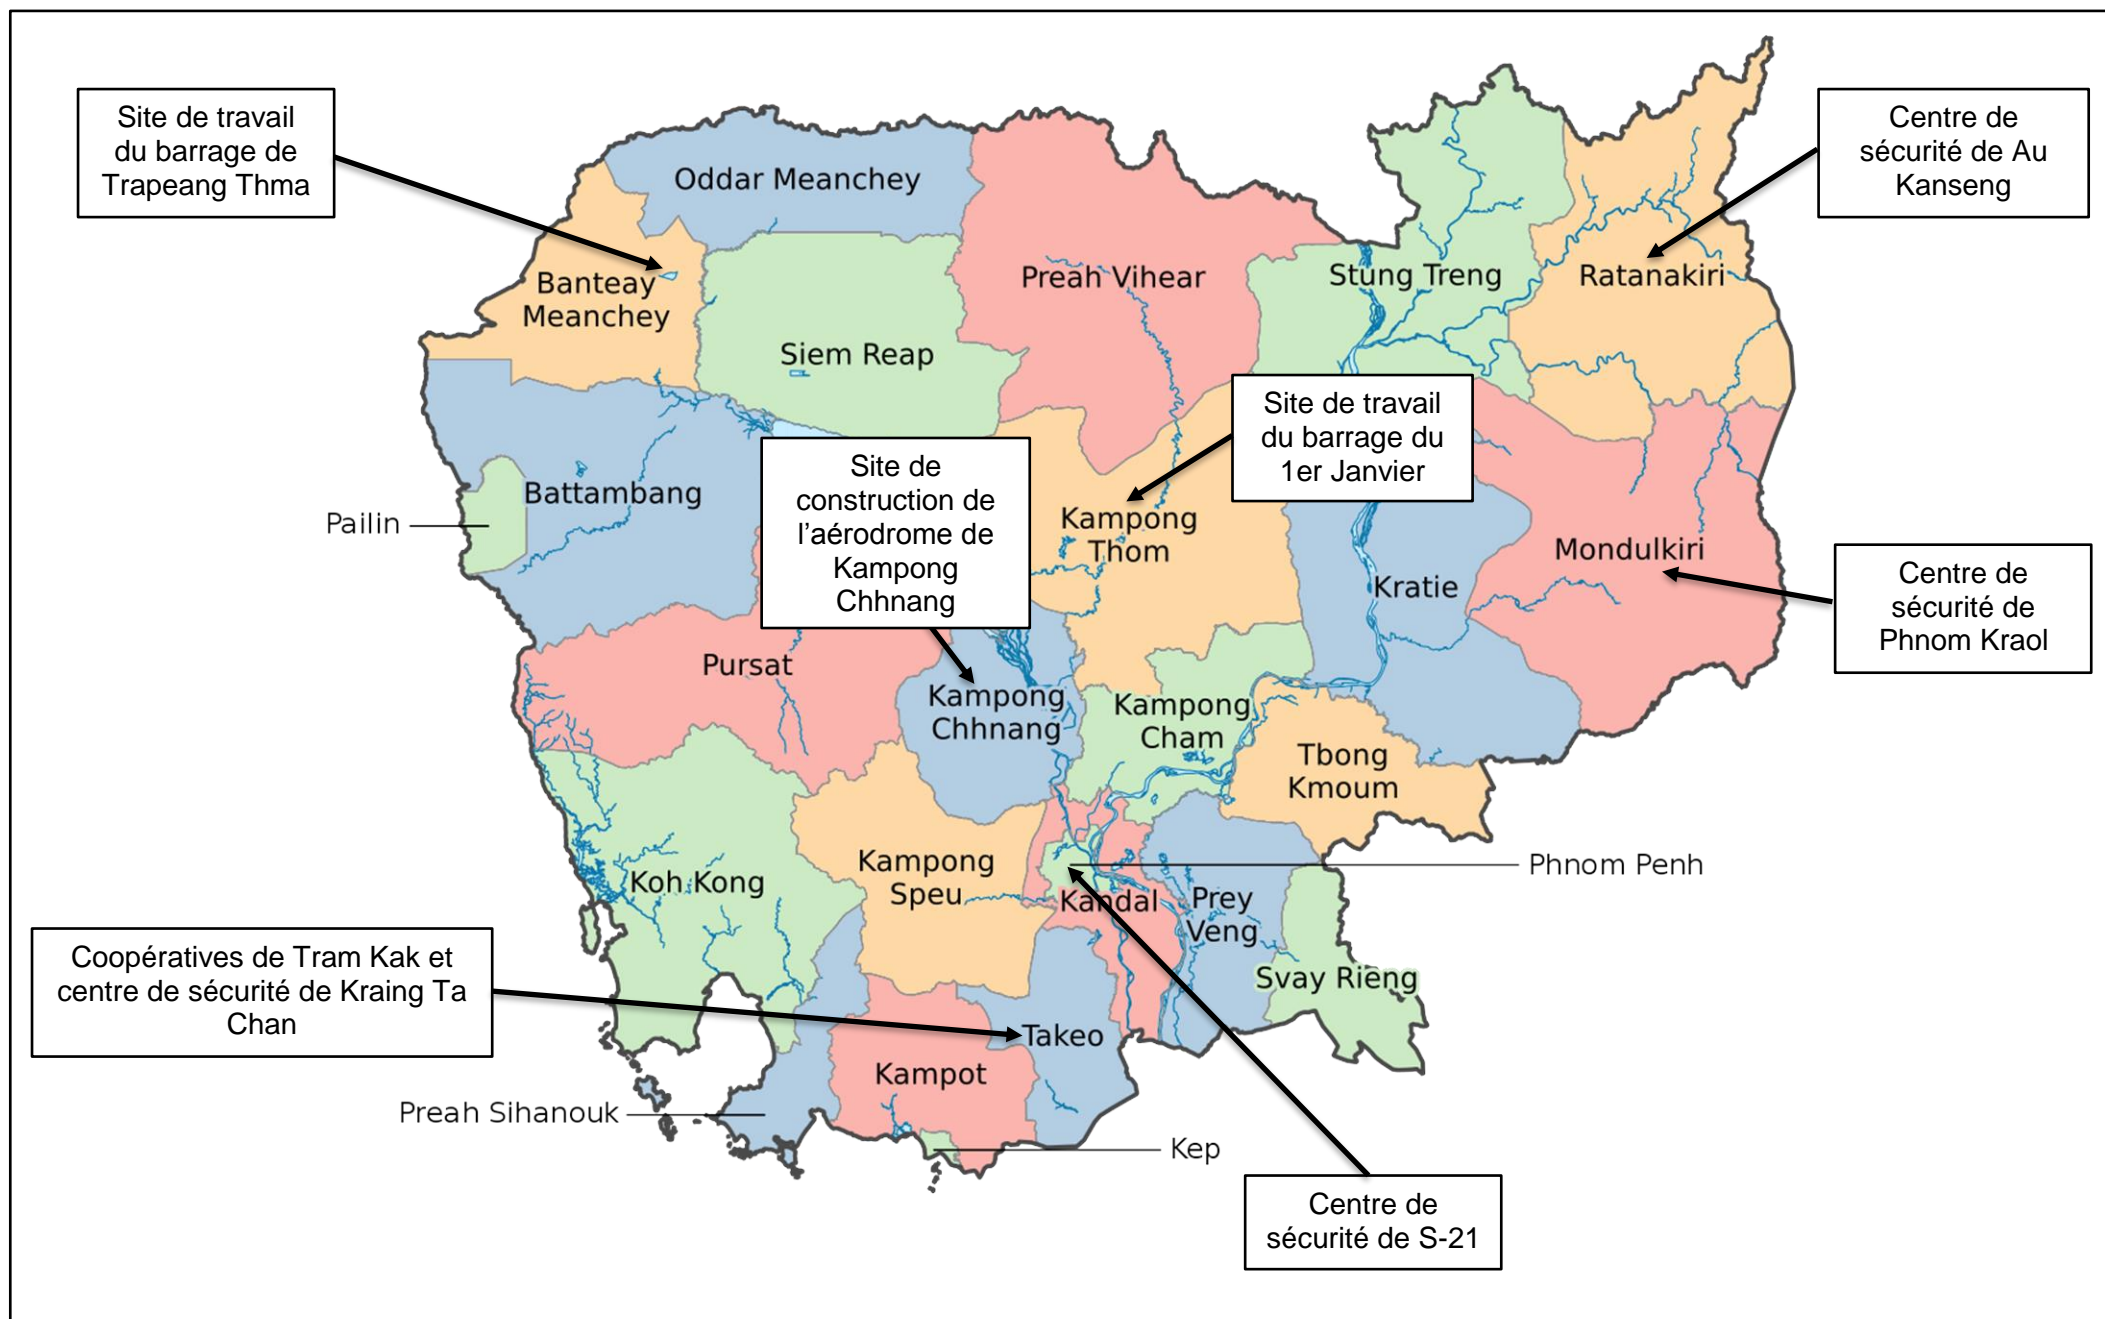 Site de travail
du barrage de
Trapeang Thma
Centre de
sécurité de Au
Kanseng
Oddar Meanchey
Banteay
Meanchey
Preah Vihear
Stung Treng
Ratanakiri
Siem Reap
Site de travail
du barrage du
1er Janvier
Site de
construction de
l’aérodrome de
Kampong
Chhnang
Battambang
Pailin
Kampong
Thom
Mondulkiri
Kratie
Centre de
sécurité de
Phnom Kraol
Pursat
Kampong
Chhnang
Kampong
Cham
Tbong
Kmoum
Kampong
Speu
Phnom Penh
Koh Kong
Kandal
Prey
Veng
Svay Rieng
Coopératives de Tram Kak et
centre de sécurité de Kraing Ta
Chan
Takeo
Kampot
Preah Sihanouk
Kep
Centre de
sécurité de S-21